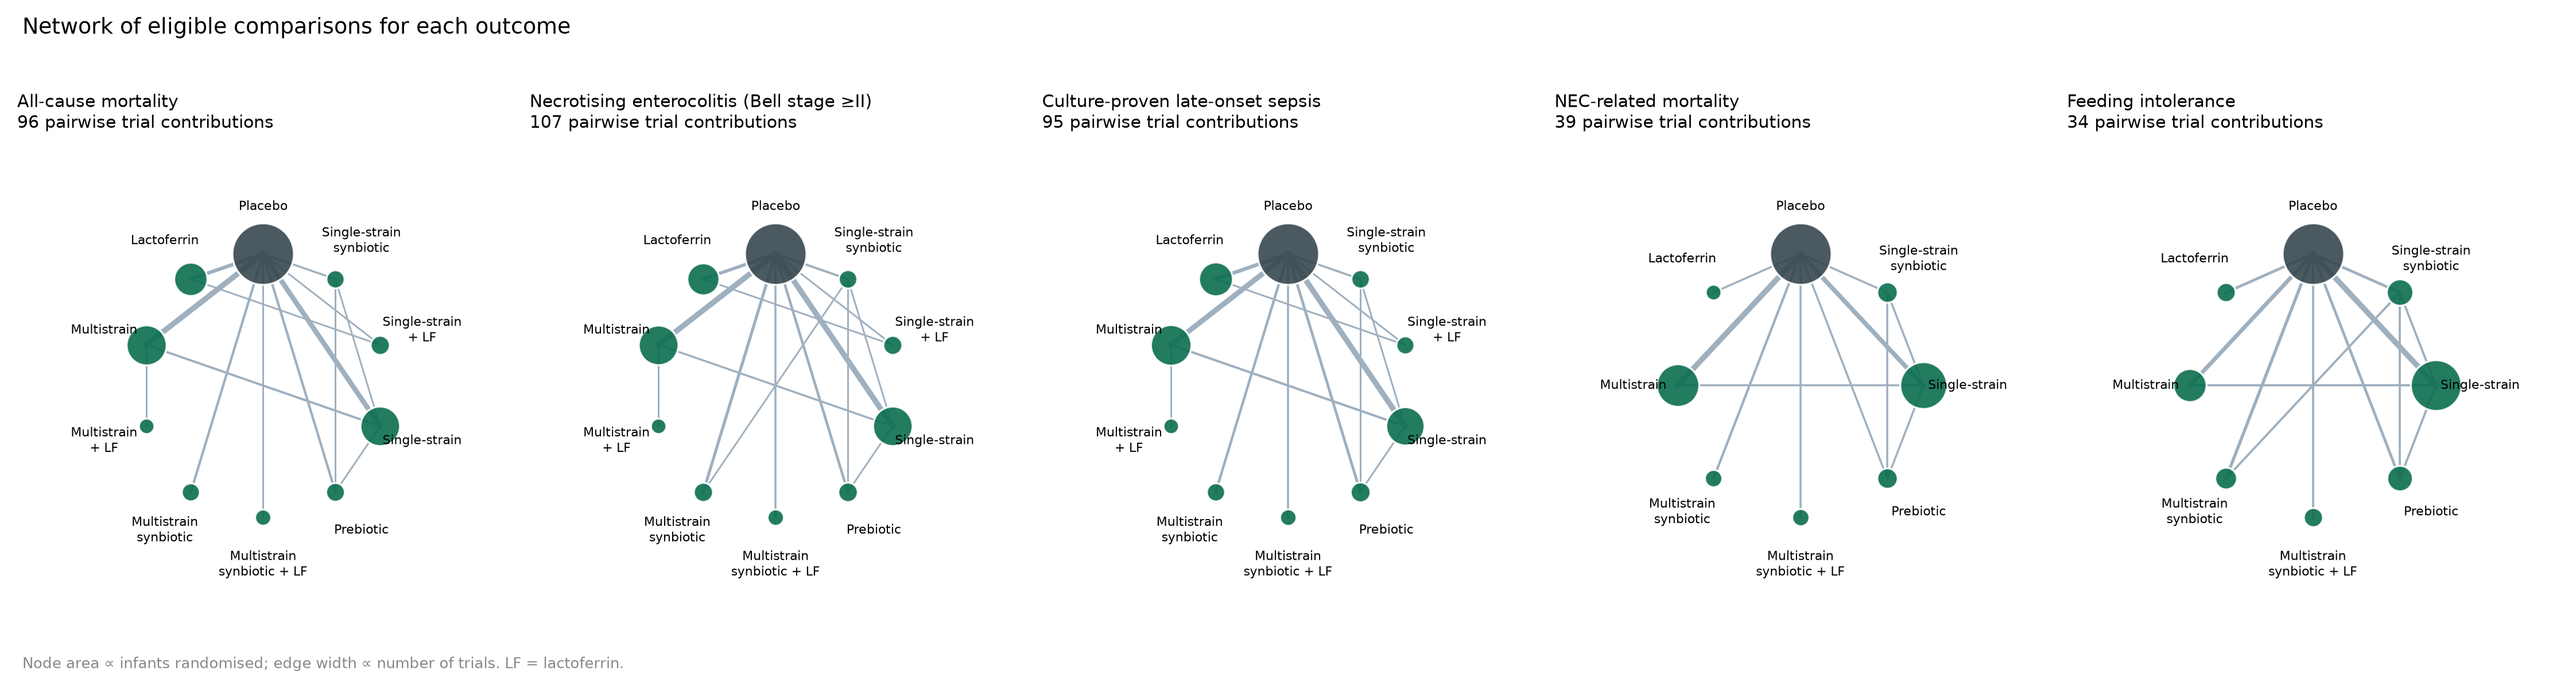 Network of eligible comparisons for each outcome
All-cause mortality
96 pairwise trial contributions
Placebo
Lactoferrin
Single-strain
synbiotic
Multistrain
Single-strain
+ LF
Multistrain
+ LF
Single-strain
Multistrain
synbiotic
Prebiotic
Multistrain
synbiotic + LF
Necrotising enterocolitis (Bell stage ≥II)
107 pairwise trial contributions
Placebo
Lactoferrin
Single-strain
synbiotic
Multistrain
Single-strain
+ LF
Multistrain
+ LF
Single-strain
Multistrain
synbiotic
Prebiotic
Multistrain
synbiotic + LF
Culture-proven late-onset sepsis
95 pairwise trial contributions
Placebo
Lactoferrin
Single-strain
synbiotic
Multistrain
Single-strain
+ LF
Multistrain
+ LF
Single-strain
Multistrain
synbiotic
Prebiotic
Multistrain
synbiotic + LF
NEC-related mortality
39 pairwise trial contributions
Placebo
Lactoferrin
Single-strain
synbiotic
Multistrain
Single-strain
Multistrain
synbiotic
Prebiotic
Multistrain
synbiotic + LF
Feeding intolerance
34 pairwise trial contributions
Placebo
Lactoferrin
Single-strain
synbiotic
Multistrain
Single-strain
Multistrain
synbiotic
Prebiotic
Multistrain
synbiotic + LF
Node area ∝ infants randomised; edge width ∝ number of trials. LF = lactoferrin.